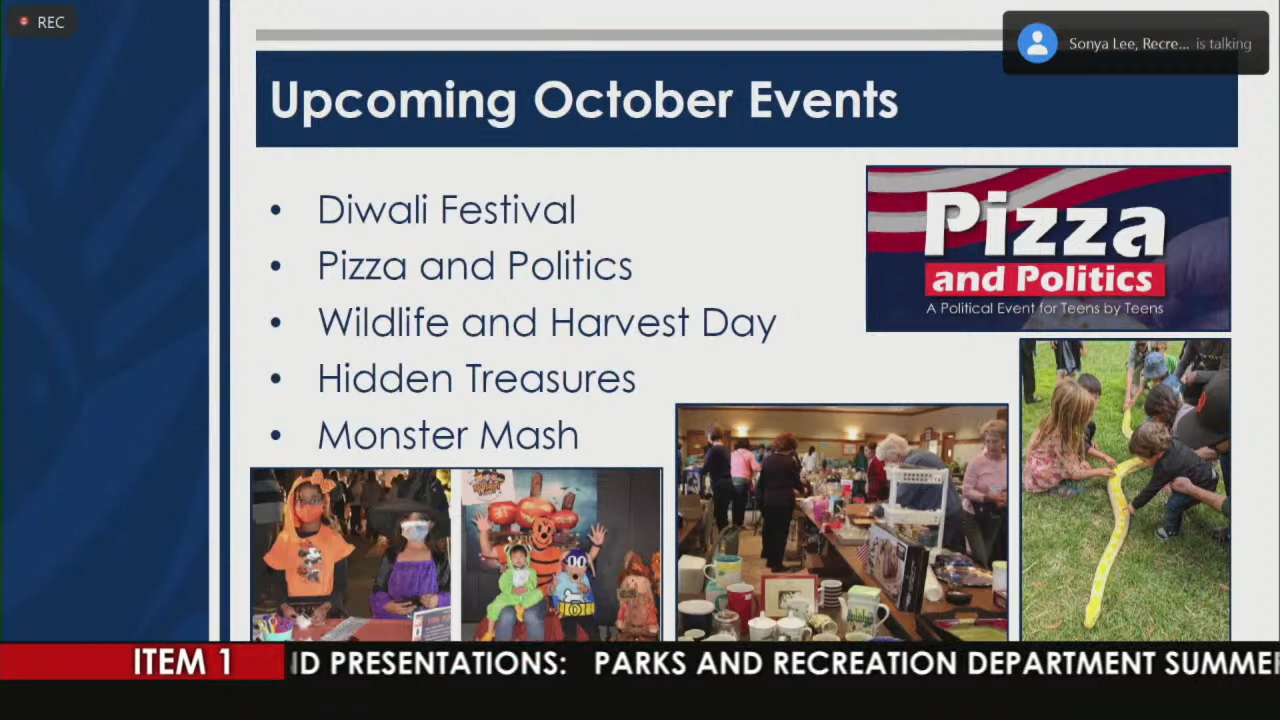 REC
Sonya Lee, Recre... is talking
Upcoming October Events
• Diwali Festival
• Pizza and Politics
• Wildlife and Harvest Day
• Hidden Treasures
• Monster Mash
Pizza
and Politics
A Political Event for Teens by Teens
ITEM 1
ID PRESENTATIONS: PARKS AND RECREATION DEPARTMENT SUMME